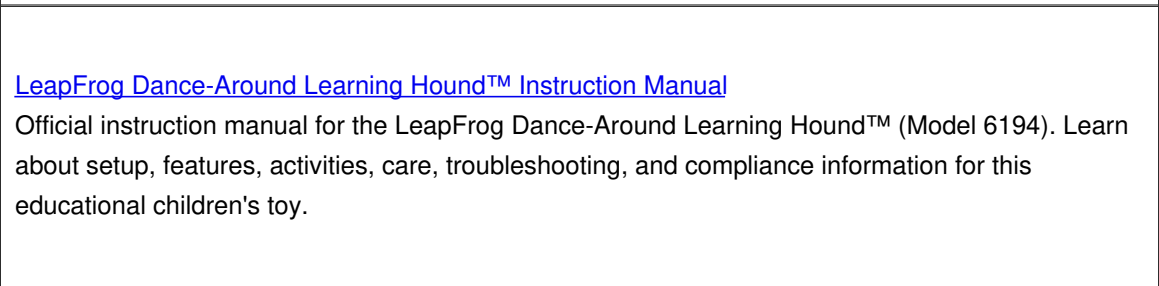 LeapFrog Dance-Around Learning Hound™ Instruction Manual
Official instruction manual for the LeapFrog Dance-Around Learning Hound™ (Model 6194). Learn
about setup, features, activities, care, troubleshooting, and compliance information for this
educational children's toy.